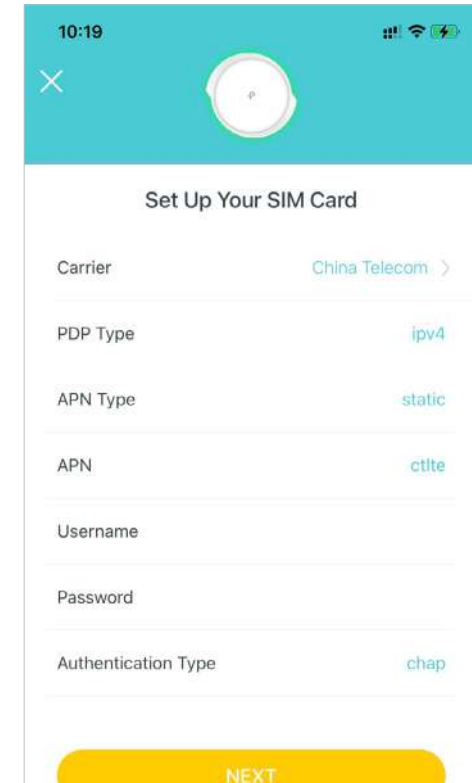 10:19
Set Up Your SIM Card
Carrier China Telecom
PDP Type ipv4
APN Type static
APN ctlte
Username
Password
Authentication Type chap
NEXT